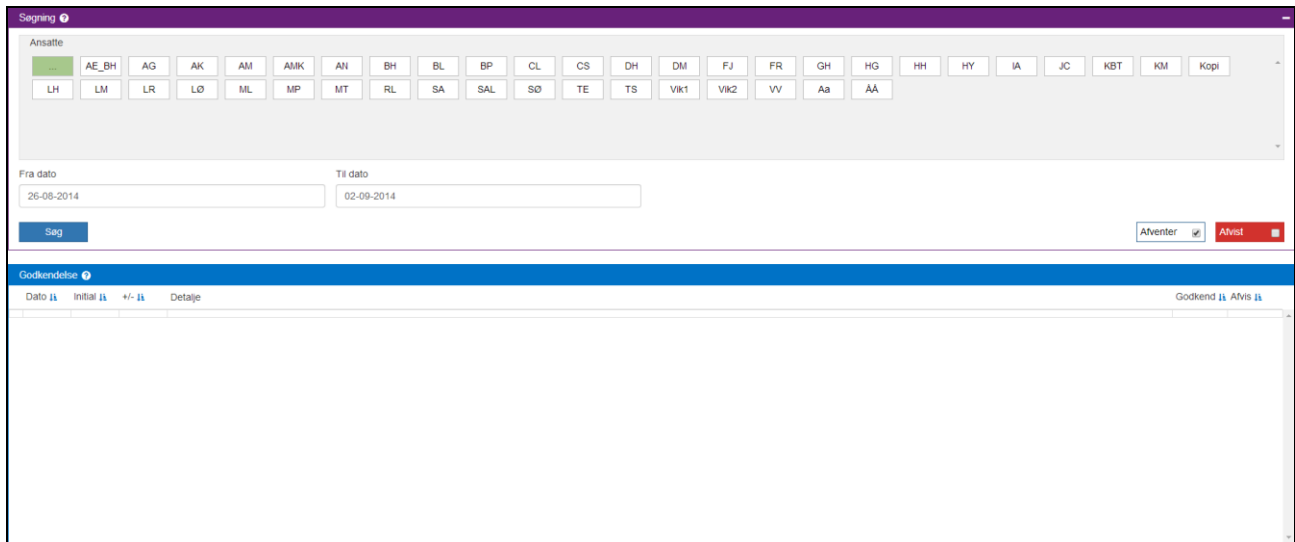 Søgning
Ansatte
... AE_BH AG AK AM AMK AN BH BL BP CL CS DH DM FJ FR GH HG HH HY IA JC KBT KM Kopi
LH LM LR LØ ML MP MT RL SA SAL SØ TE TS Vik1 Vik2 VV Aa ÅÅ
Fra dato Til dato
26-08-2014 02-09-2014
Søg Afventer Afvist
Godkendelse
Dato Initial +/- Detalje Godkend Afvis